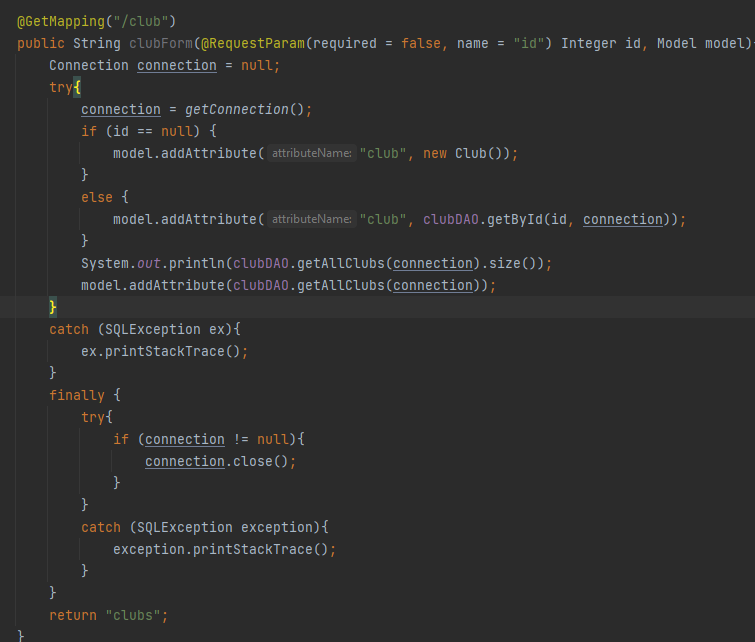 @GetMapping("/club")
public String clubForm(@RequestParam(required = false, name = "id") Integer id, Model model)
Connection connection = null;
try{
connection = getConnection();
if (id == null) {
model.addAttribute( attributeName: "club", new Club());
}
else {
model.addAttribute( attributeName: "club", clubDAO.getById(id, connection));
}
System.out.println(clubDAO.getAllClubs(connection).size());
model.addAttribute(clubDAO.getAllClubs(connection));
}
catch (SQLException ex){
ex.printStackTrace();
}
finally {
try{
if (connection != null){
connection.close();
}
}
catch (SQLException exception){
exception.printStackTrace();
}
}
return "clubs";
}